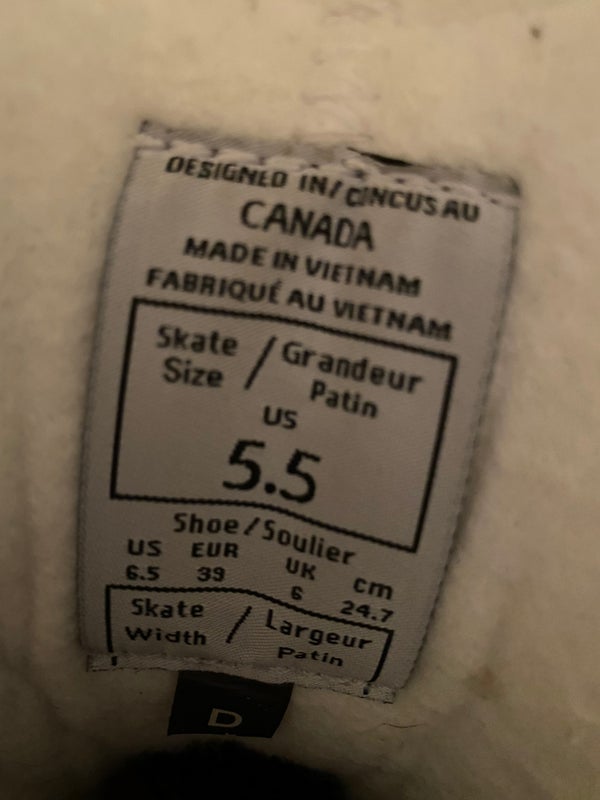 DESIGNED IN/CINCUS AU
CANADA
MADE IN VIETNAM
FABRIQUÉ AU VIETNAM
Skate Size / Grandeur Patin
US
5.5
Shoe/Soulier
US EUR UK cm
6.5 39 6 24.7
Skate Width / Largeur Patin
D